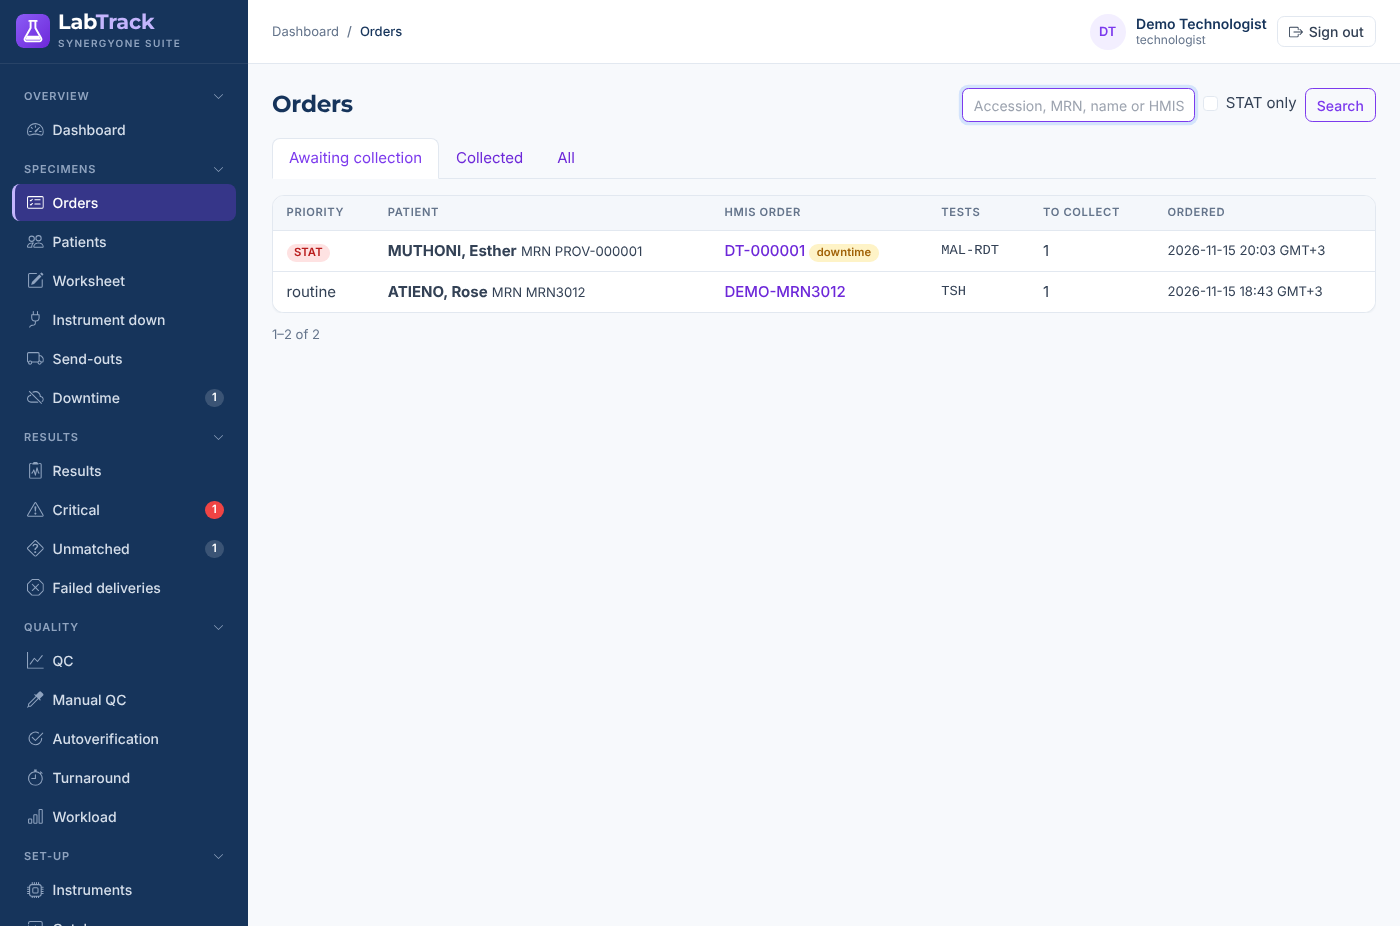 LabTrack
SYNERGYONE SUITE
OVERVIEW
Dashboard
SPECIMENS
Orders
Patients
Worksheet
Instrument down
Send-outs
Downtime 1
RESULTS
Results
Critical 1
Unmatched 1
Failed deliveries
QUALITY
QC
Manual QC
Autoverification
Turnaround
Workload
SET-UP
Instruments
Dashboard / Orders
DT
Demo Technologist
technologist
Sign out
Orders
Accession, MRN, name or HMIS
STAT only
Search
Awaiting collection Collected All
PRIORITY PATIENT HMIS ORDER TESTS TO COLLECT ORDERED
STAT MUTHONI, Esther MRN PROV-000001 DT-000001 downtime MAL-RDT 1 2026-11-15 20:03 GMT+3
routine ATIENO, Rose MRN MRN3012 DEMO-MRN3012 TSH 1 2026-11-15 18:43 GMT+3
1–2 of 2